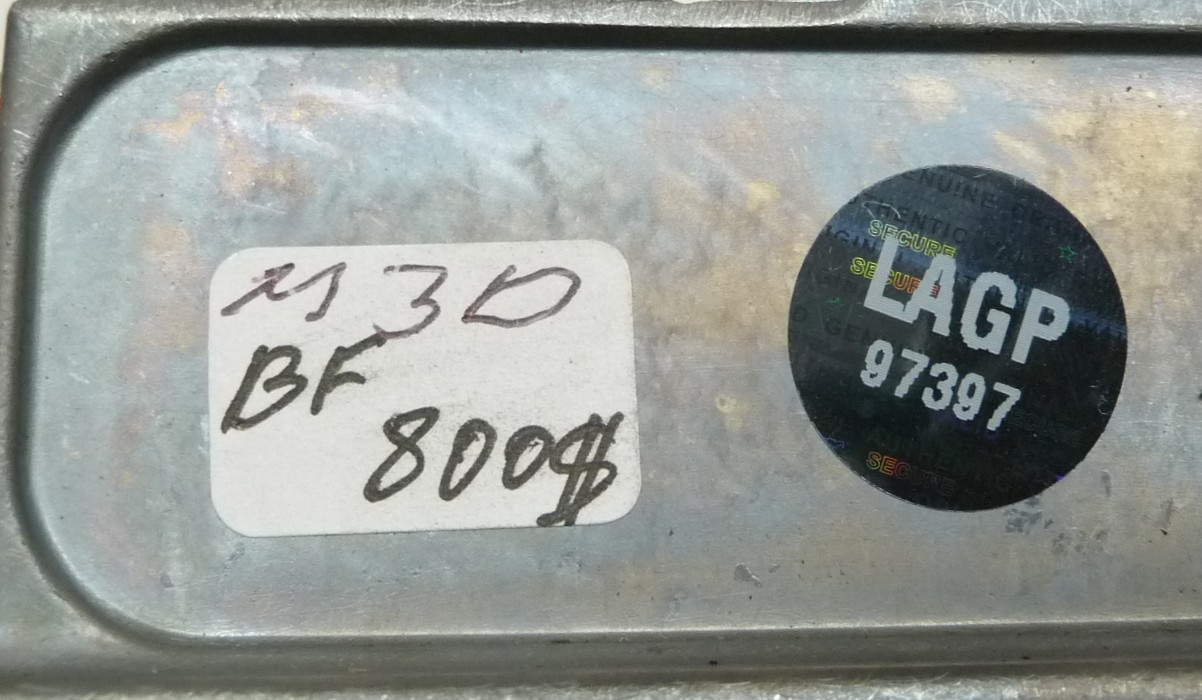 M3D
BF
800$
SECURE
SECURE
LAGP
97397
SECURE